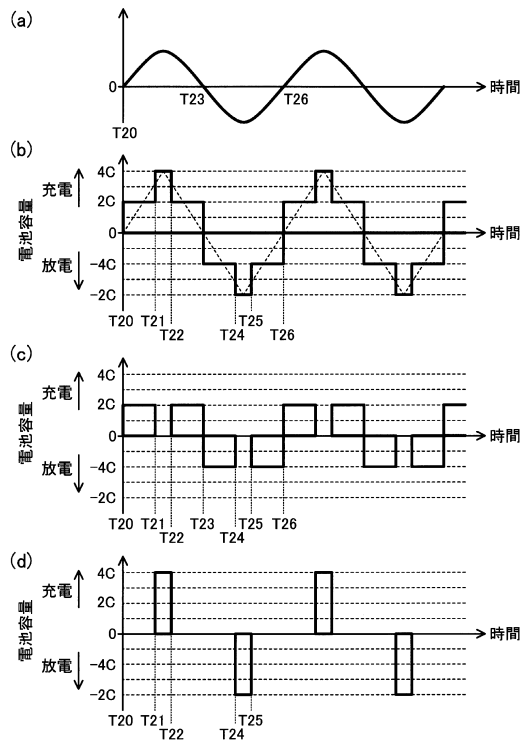 (a)
0
T23
T26
時間
T20
(b)
充電
電池容量
放電
4C
2C
0
-4C
-2C
時間
T20 T21 T24 T25 T26
T22
(c)
充電
電池容量
放電
4C
2C
0
-4C
-2C
時間
T20 T21 T23 T25 T26
T22 T24
(d)
充電
電池容量
放電
4C
2C
0
-4C
-2C
時間
T20 T21 T25
T22 T24